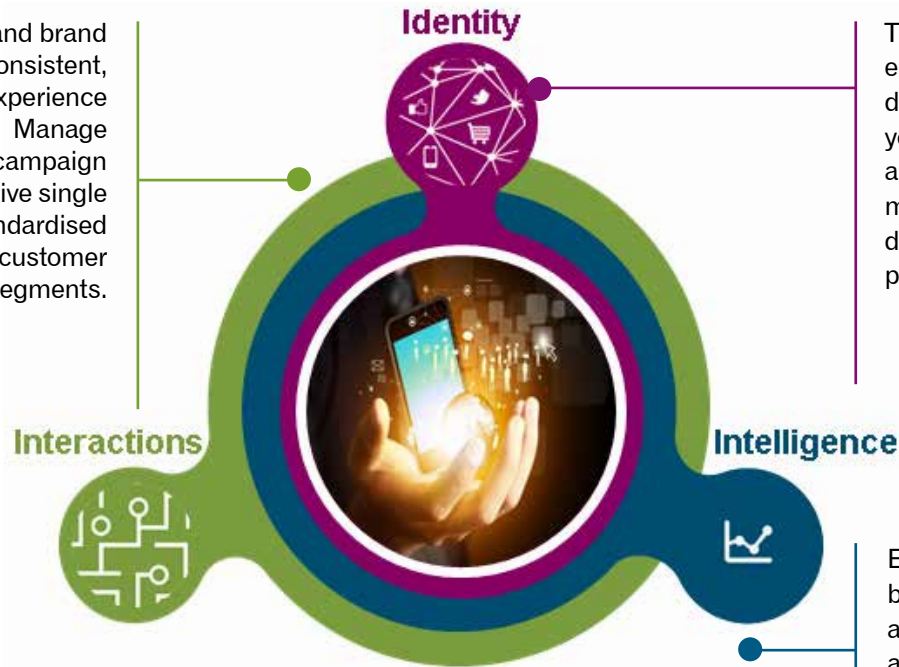 Identity
and brand
onsistent,
xperience
Manage
campaign
ive single
ndardised
customer
egments.
T
e
d
y
a
m
d
p
Interactions
Intelligence
E
b
a
a